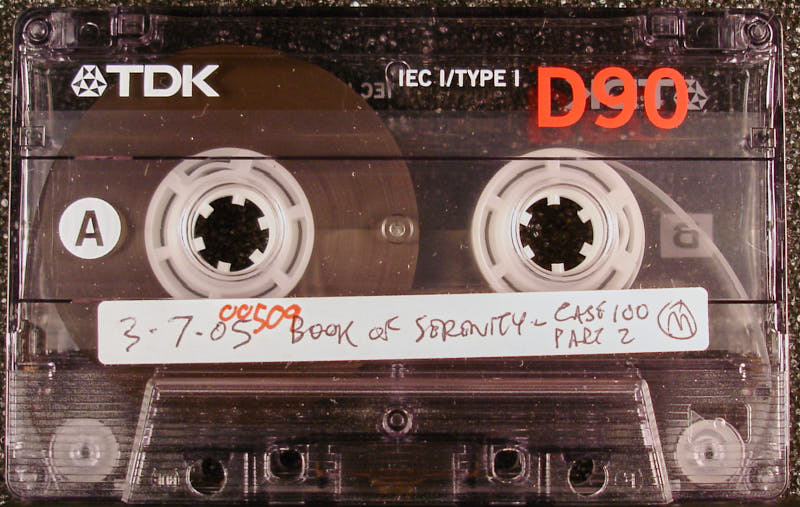 TDK
IEC I/TYPE I
D90
A
3-7-05 00509 BOOK OF SERENITY - CASE 100
PART 2
M